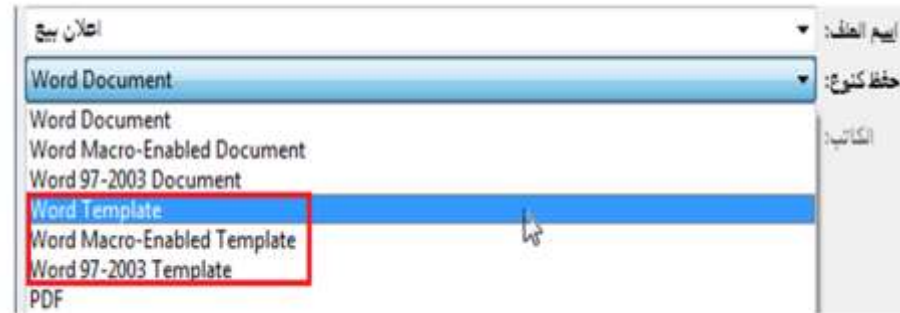 اسم الملف: اعلان بيع
حفظ كنوع: Word Document
الكاتب:
Word Document
Word Macro-Enabled Document
Word 97-2003 Document
Word Template
Word Macro-Enabled Template
Word 97-2003 Template
PDF